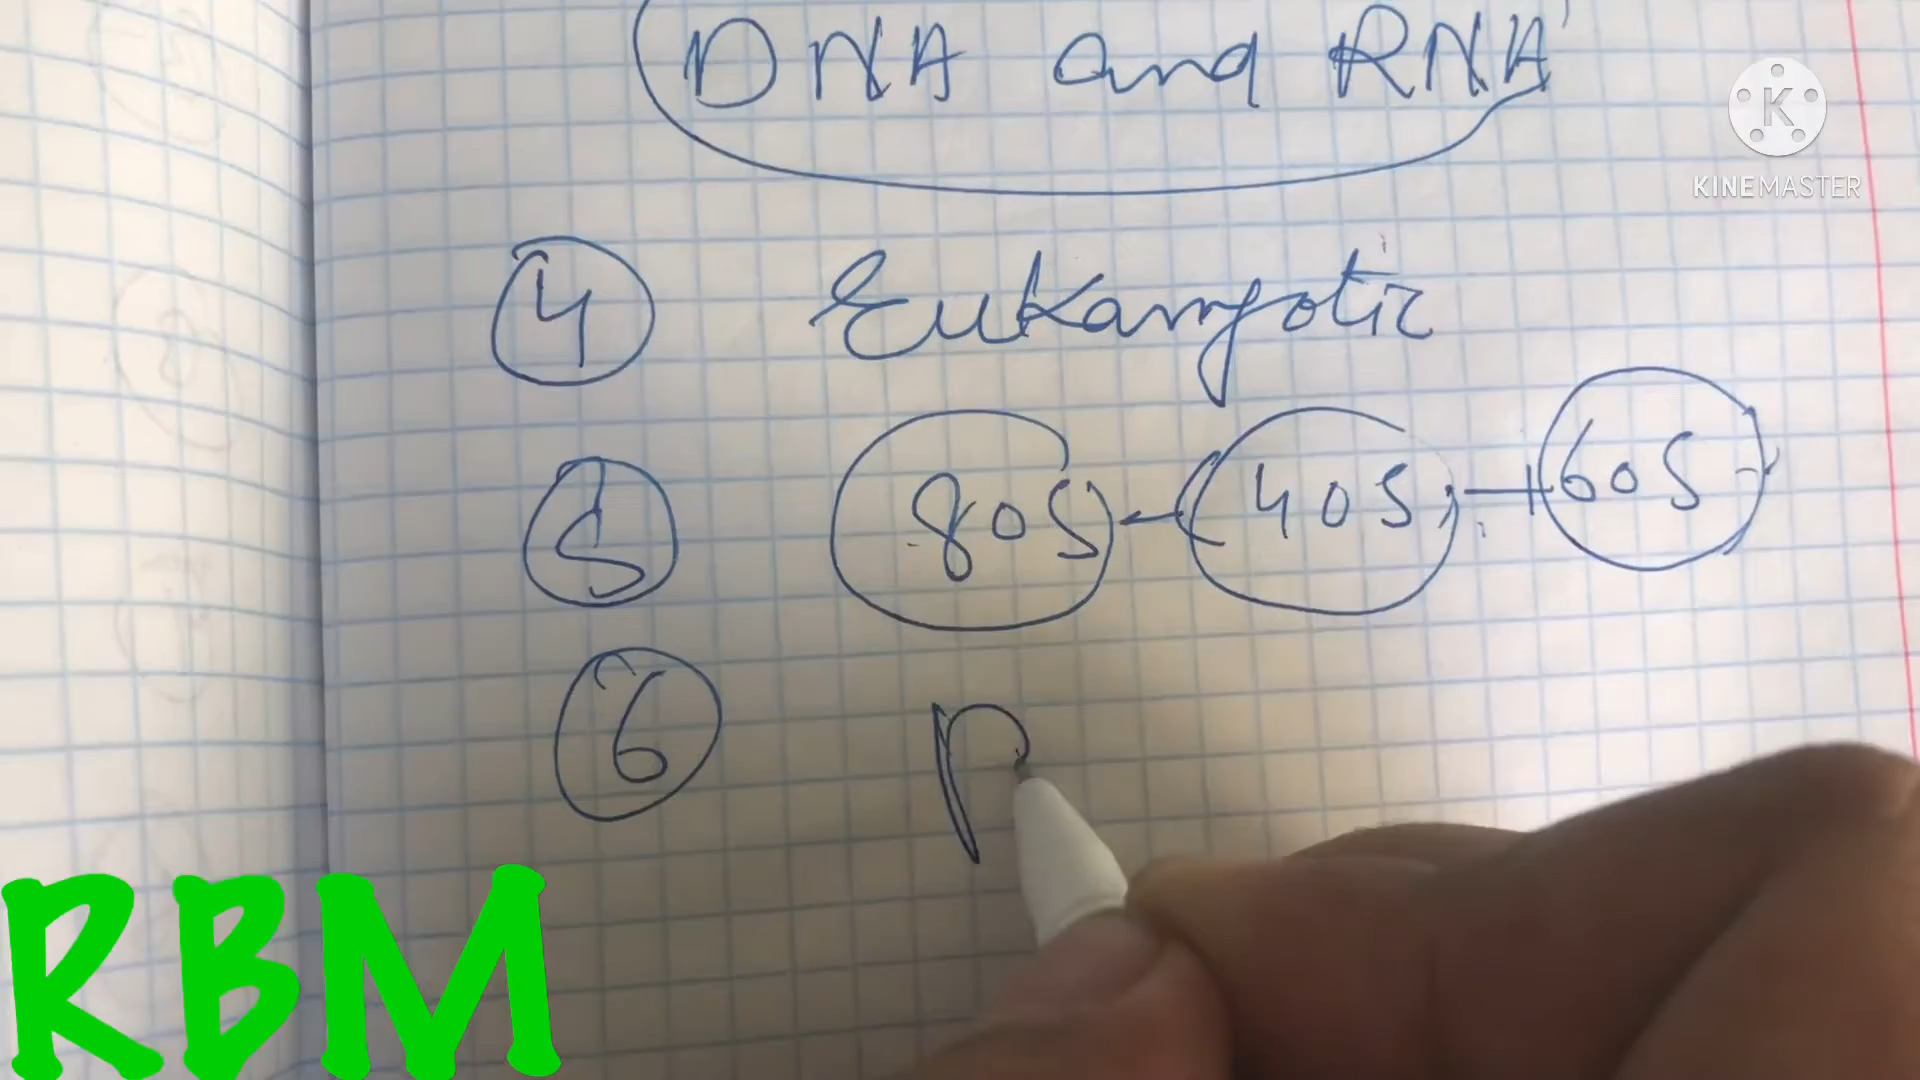 DNA and RNA
KINEMASTER
4 Eukaryotic
5 80S - 40S + 60S
6 P
RBM